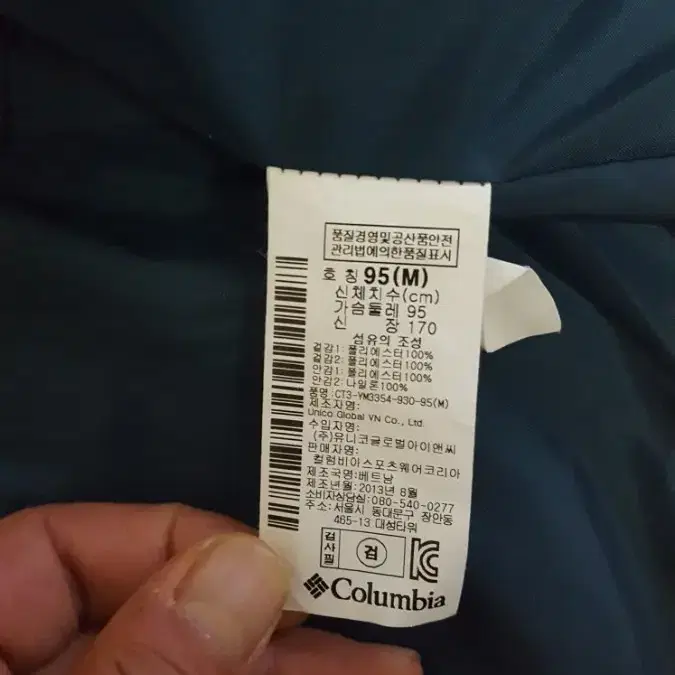 품질경영및공산품안전
관리법에의한품질표시
호 칭 95(M)
신체치수(cm)
가슴둘레 95
신 장 170
섬유의 조성
겉감1: 폴리에스터100%
겉감2: 폴리에스터100%
안감1: 폴리에스터100%
안감2: 나일론100%
품명:CT3-YM3354-930-95(M)
제조자명:
Unico Global VN Co., Ltd.
수입자명:
(주)유니코글로벌아이앤씨
판매자명:
컬럼비아스포츠웨어코리아
제조국명:베트남
제조년월:2013년 8월
소비자상담실:080-540-0277
주소:서울시 동대문구 장안동
465-13 대성타워
검사필 검
Columbia